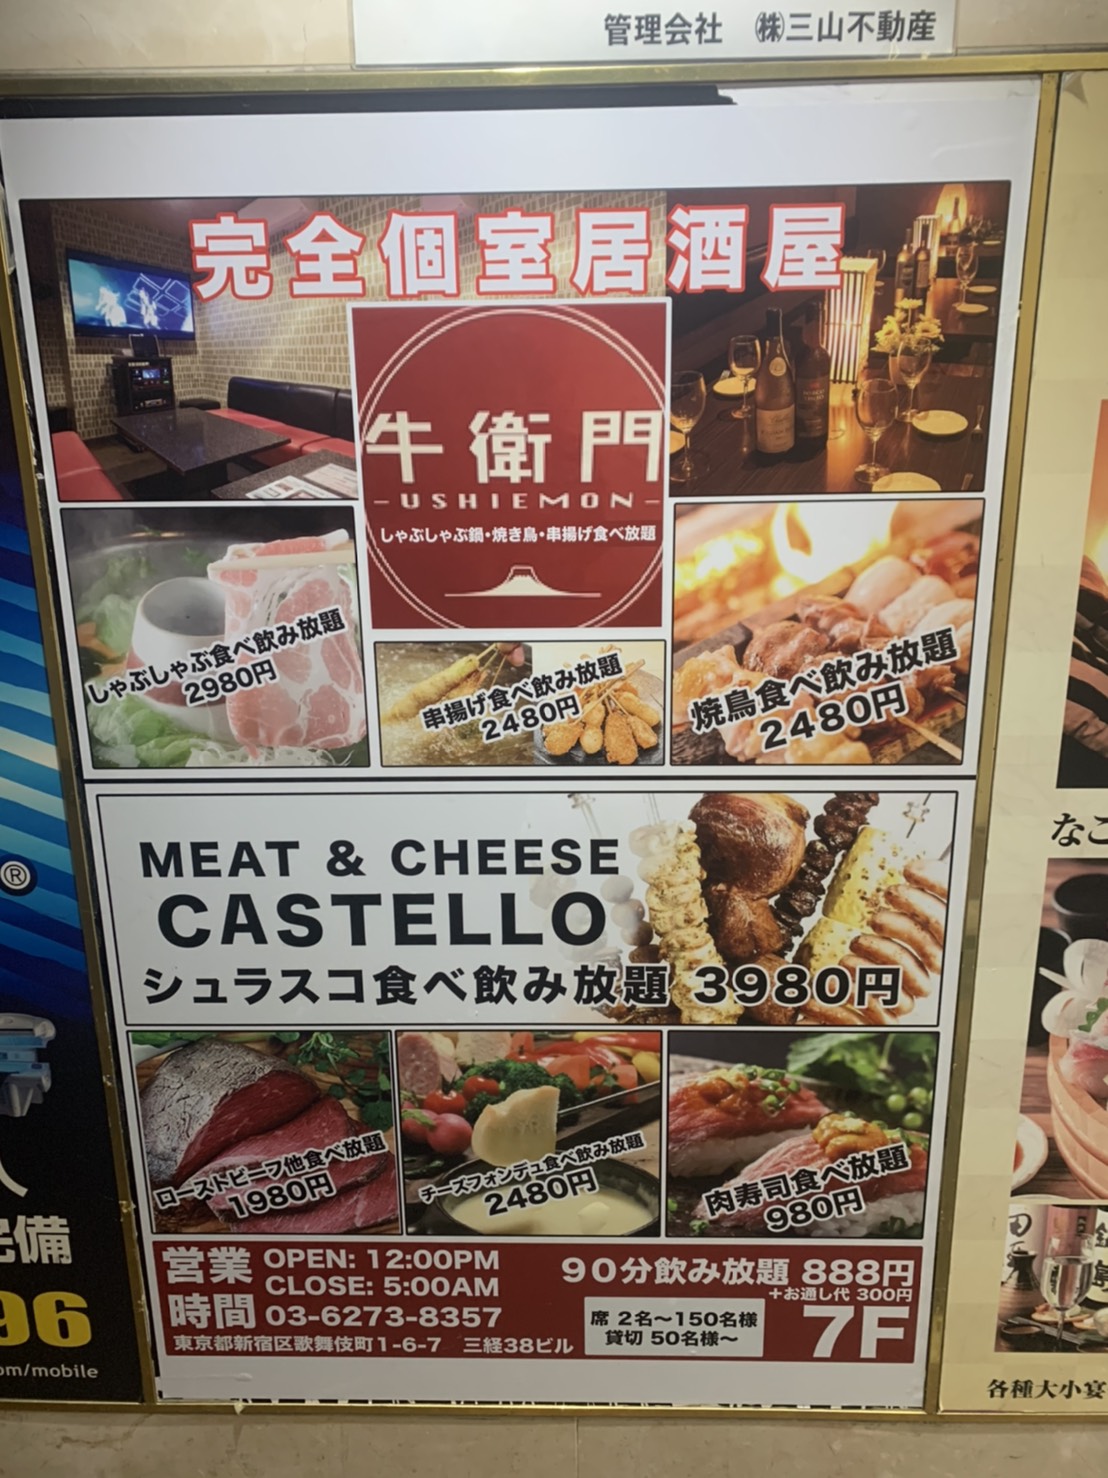 管理会社 ㈱三山不動産
完全個室居酒屋
牛衛門
-USHIEMON-
しゃぶしゃぶ鍋・焼き鳥・串揚げ食べ放題
しゃぶしゃぶ食べ飲み放題
2980円
串揚げ食べ飲み放題
2480円
焼鳥食べ飲み放題
2480円
MEAT & CHEESE
CASTELLO
シュラスコ食べ飲み放題 3980円
ローストビーフ他食べ放題
1980円
チーズフォンデュ食べ飲み放題
2480円
肉寿司食べ放題
980円
営業時間
OPEN: 12:00PM
CLOSE: 5:00AM
03-6273-8357
東京都新宿区歌舞伎町1-6-7 三経38ビル
90分飲み放題 888円
+お通し代 300円
席 2名〜150名様
貸切 50名様〜
7F
®
備
96
om/mobile
なご
各種大小宴